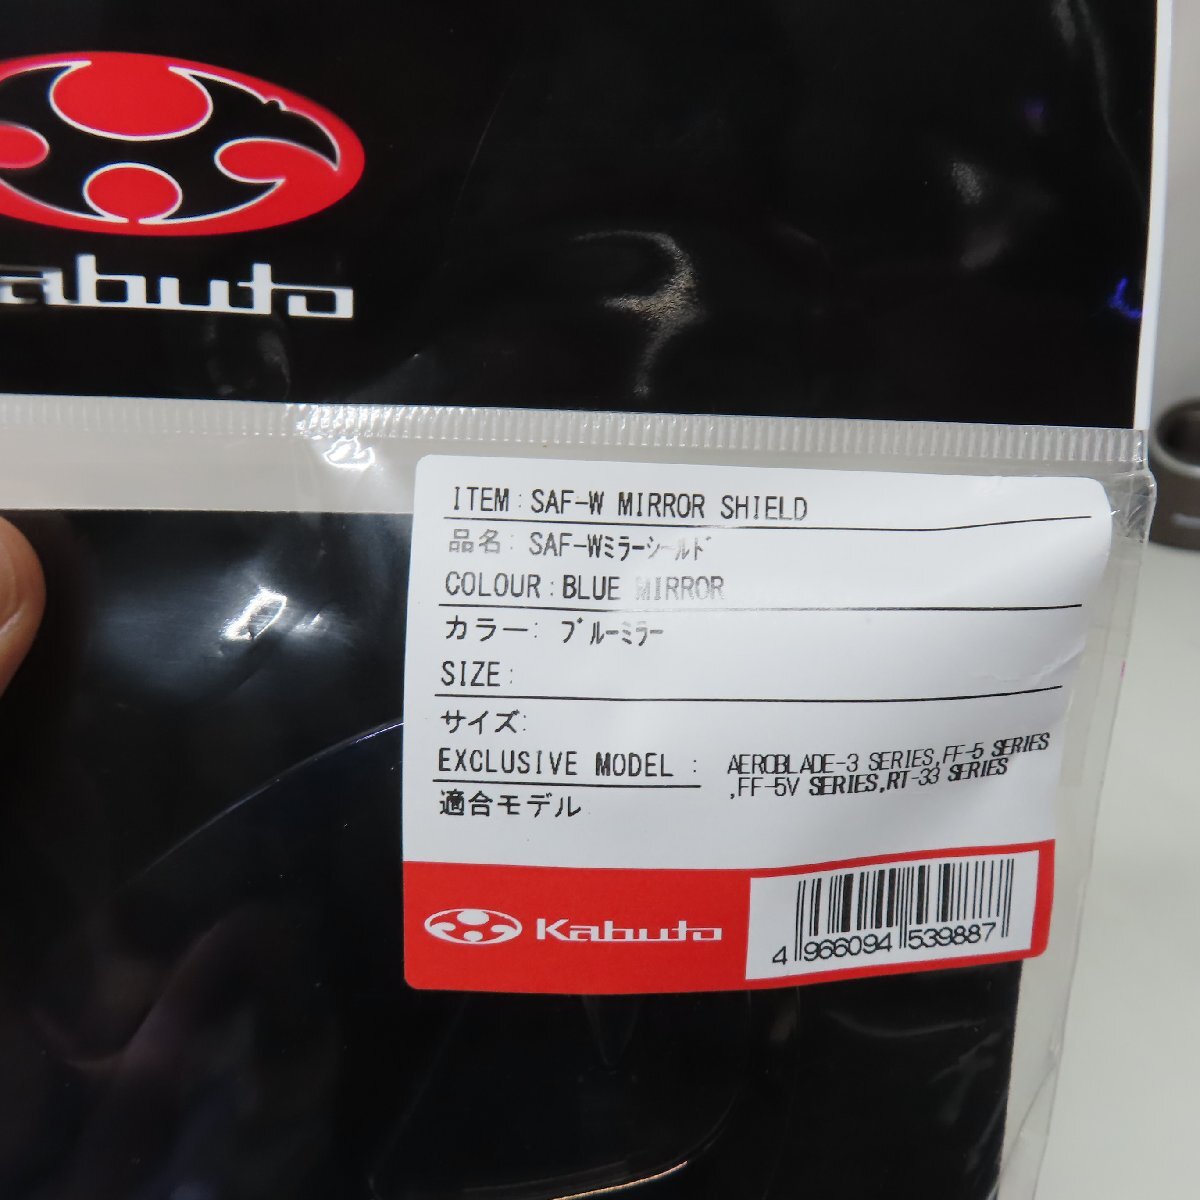 abuto
ITEM: SAF-W MIRROR SHIELD
品名: SAF-Wﾐﾗｰｼｰﾙﾄﾞ
COLOUR: BLUE MIRROR
カラー: ﾌﾞﾙｰﾐﾗｰ
SIZE:
サイズ:
EXCLUSIVE MODEL : AEROBLADE-3 SERIES,FF-5 SERIES
,FF-5V SERIES,RT-33 SERIES
適合モデル
Kabuto
4 966094 539887